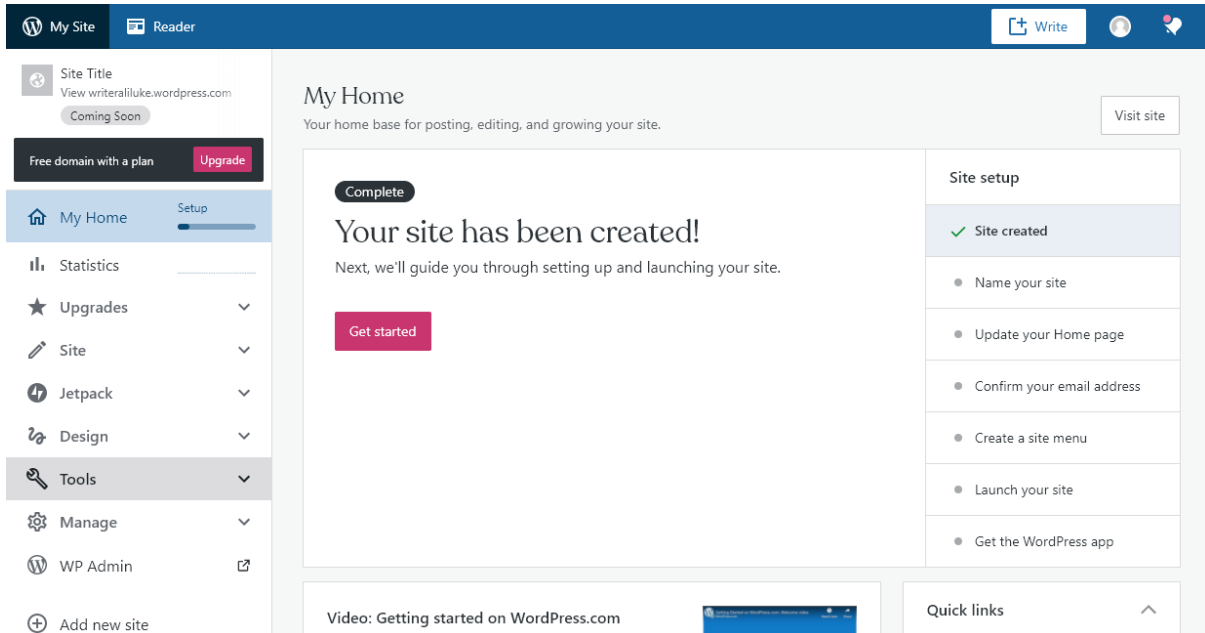 My Site
Reader
Write
Site Title
View writeraliluke.wordpress.com
Coming Soon
Free domain with a plan
Upgrade
My Home
Setup
Statistics
Upgrades
Site
Jetpack
Design
Tools
Manage
WP Admin
Add new site
My Home
Your home base for posting, editing, and growing your site.
Visit site
Complete
Your site has been created!
Next, we'll guide you through setting up and launching your site.
Get started
Site setup
Site created
Name your site
Update your Home page
Confirm your email address
Create a site menu
Launch your site
Get the WordPress app
Video: Getting started on WordPress.com
Quick links